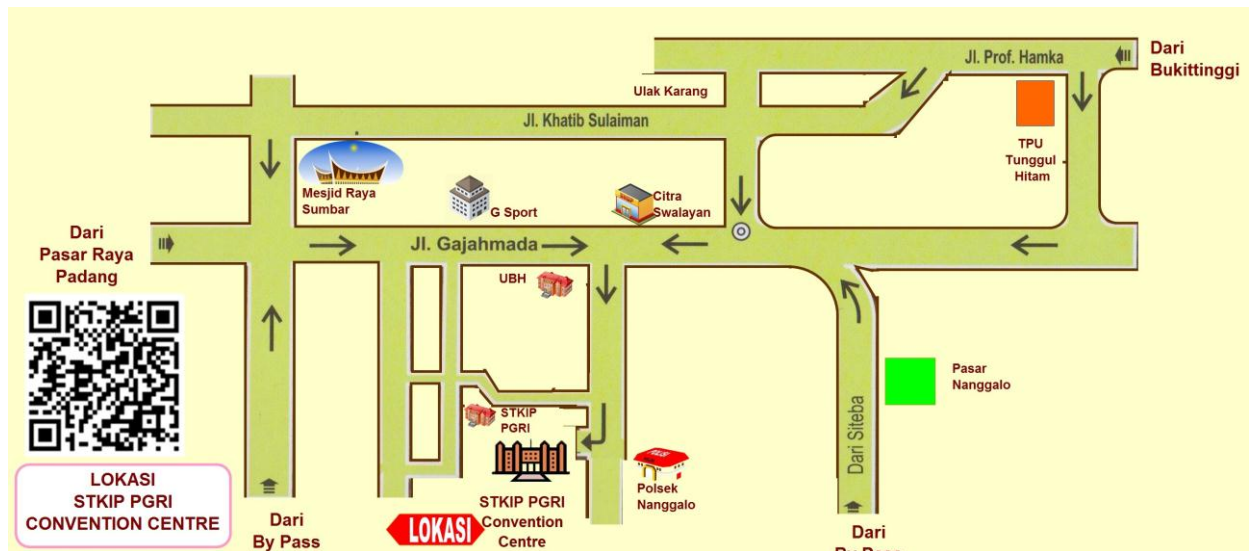 Jl. Prof. Hamka
Dari
Bukittinggi
Ulak Karang
Jl. Khatib Sulaiman
TPU
Tunggul
Hitam
Mesjid Raya
Sumbar
G Sport
Citra
Swalayan
Dari
Pasar Raya
Padang
Jl. Gajahmada
UBH
Pasar
Nanggalo
Dari Siteba
STKIP
PGRI
Polsek
Nanggalo
STKIP PGRI
Convention
Centre
LOKASI
LOKASI
STKIP PGRI
CONVENTION CENTRE
Dari
By Pass
Dari
By Pass